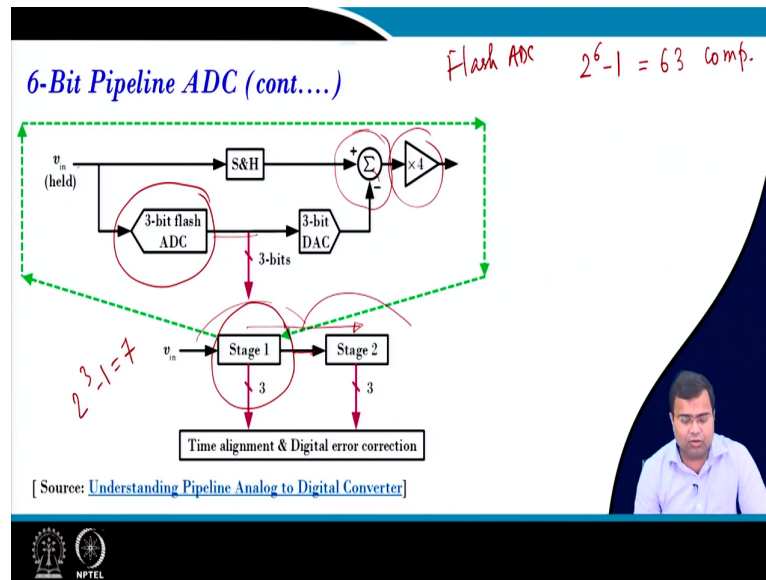 Flash ADC 2^6-1 = 63 comp.
6-Bit Pipeline ADC (cont....)
v_in
(held)
S&H
+
Σ
×4
-
3-bit flash
ADC
3-bit
DAC
3-bits
2^3-1=7
v_in
Stage 1
Stage 2
3
3
Time alignment & Digital error correction
[ Source: Understanding Pipeline Analog to Digital Converter]
NPTEL